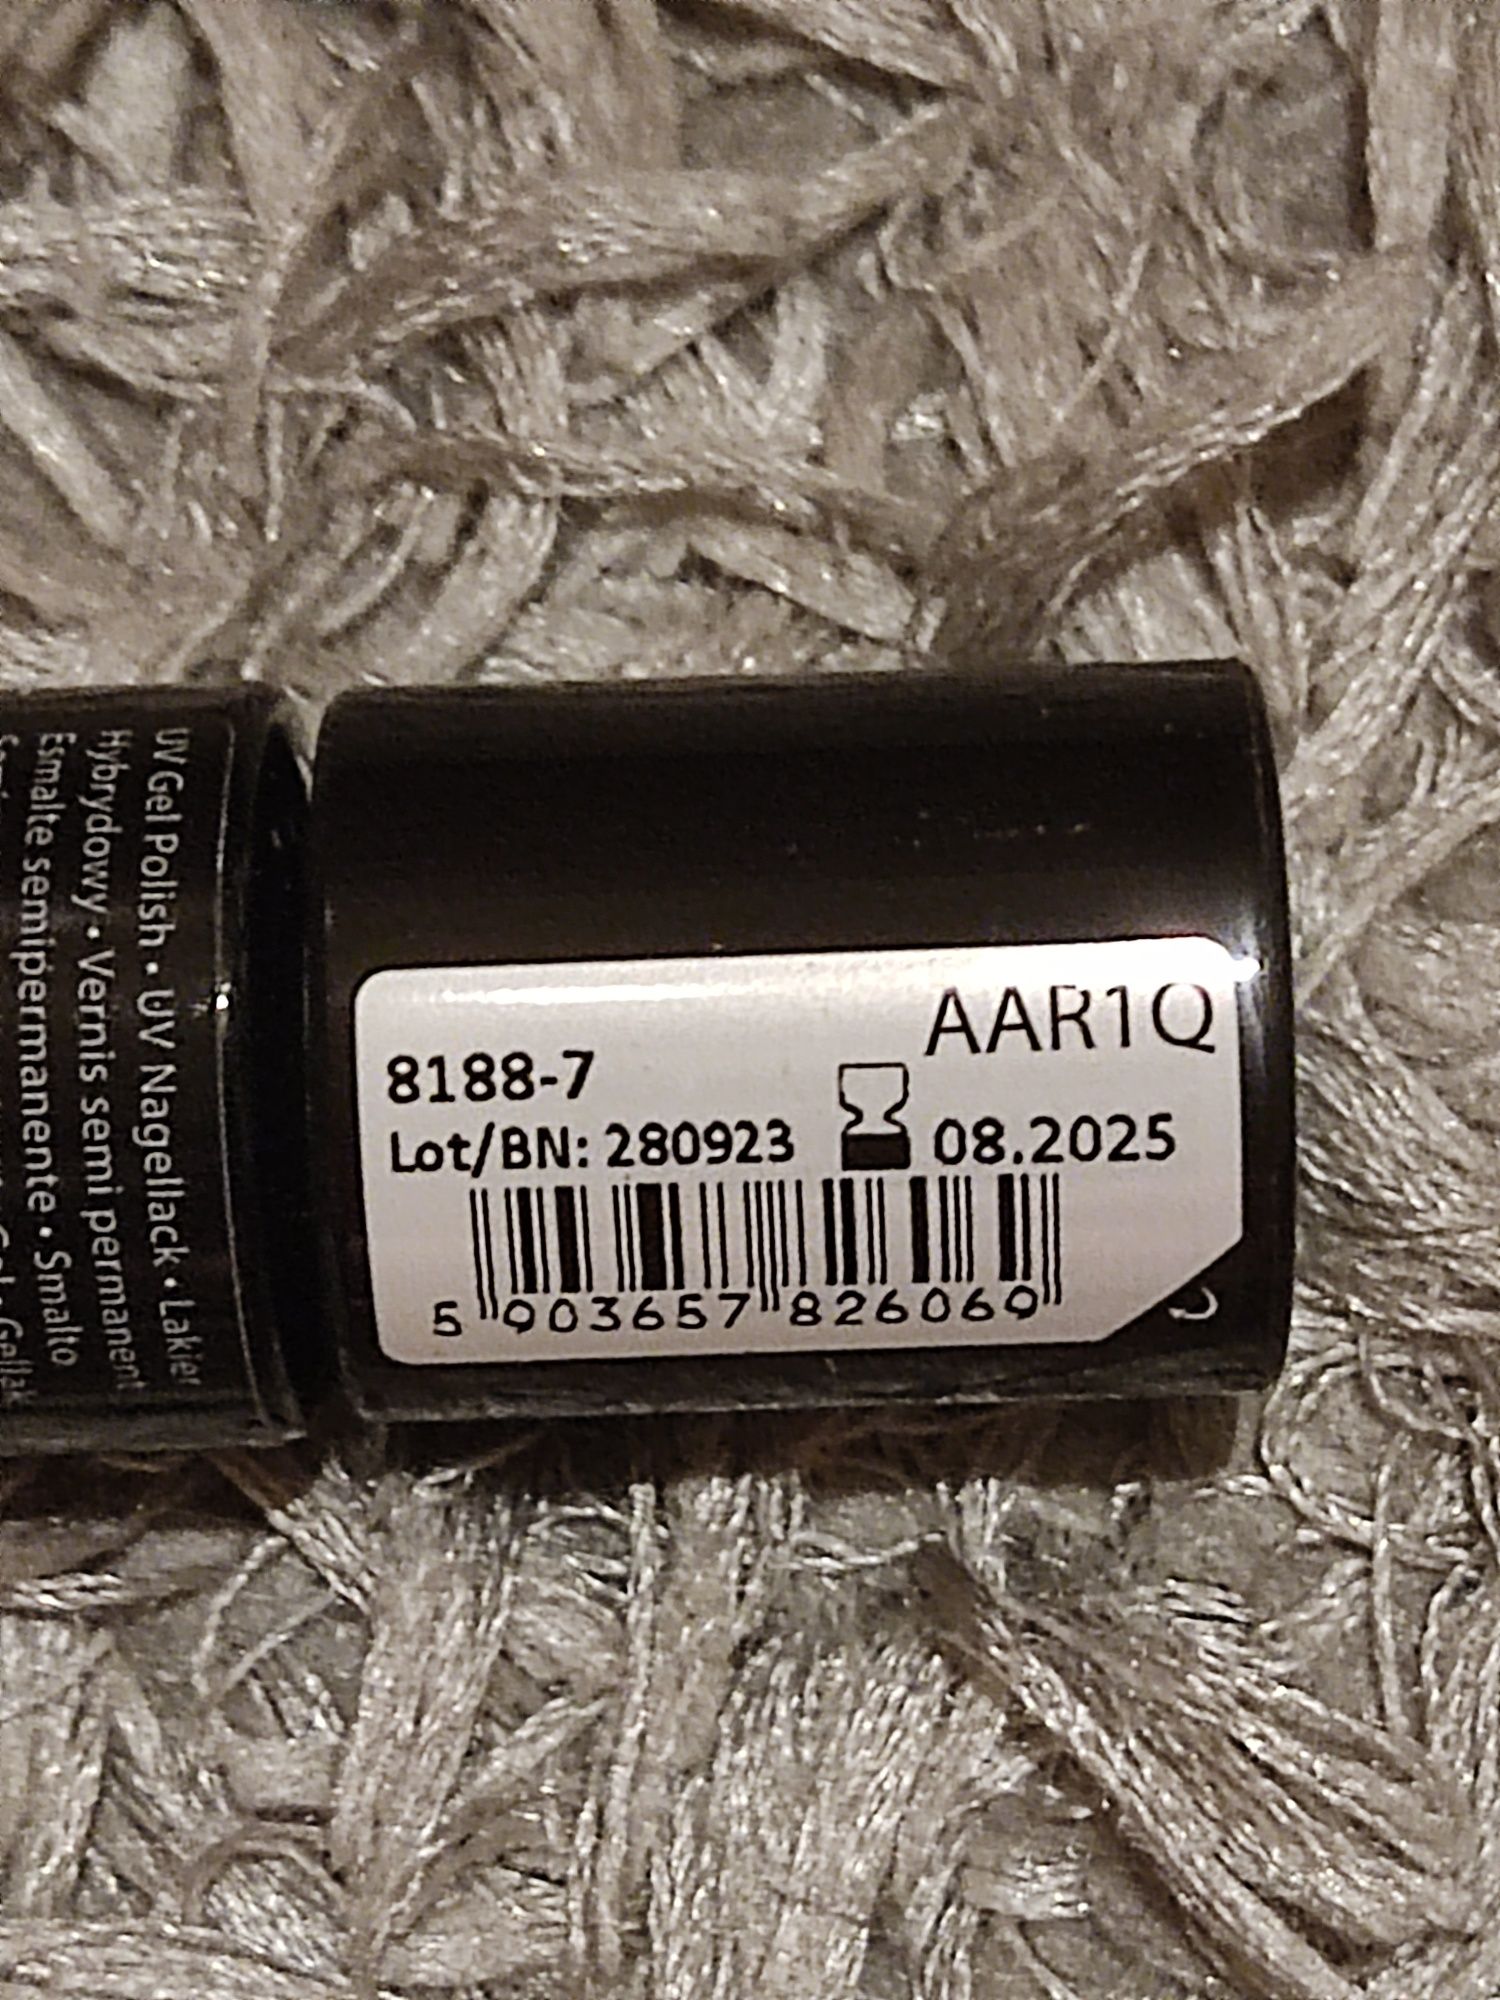 AAR1Q
8188-7
Lot/BN: 280923 08.2025
5 903657 826060
UV Gel Polish • UV Nagellack • Lakier
Hybrydowy • Vernis semi permanent
Esmalte semipermanente • Smalto